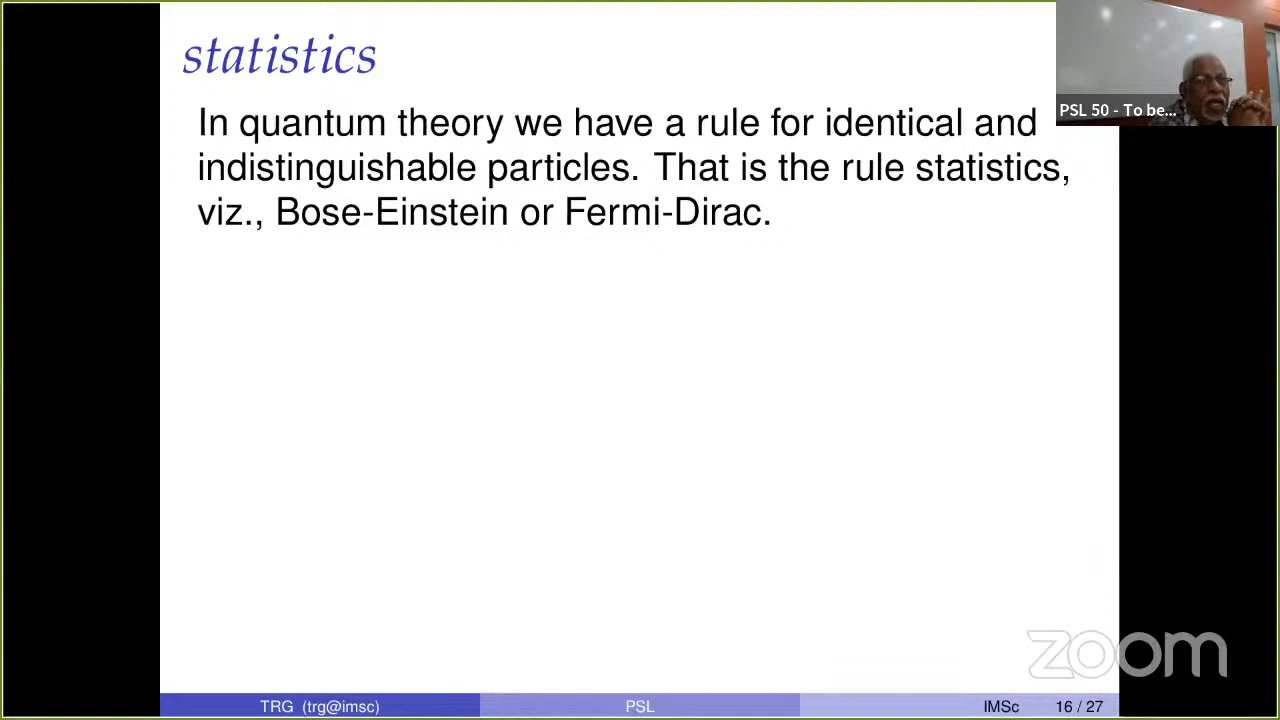 statistics
In quantum theory we have a rule for identical and
indistinguishable particles. That is the rule statistics,
viz., Bose-Einstein or Fermi-Dirac.
PSL 50 - To be...
zoom
TRG (trg@imsc)
PSL
IMSc
16 / 27